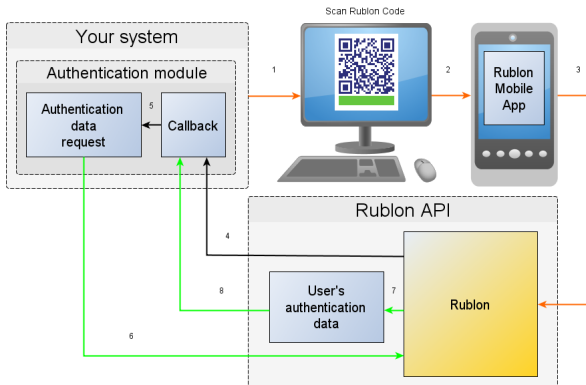 Scan Rublon Code
Your system
Authentication module
Authentication
data
request
5
Callback
1
2
Rublon
Mobile
App
3
Rublon API
4
User's
authentication
data
7
Rublon
8
6